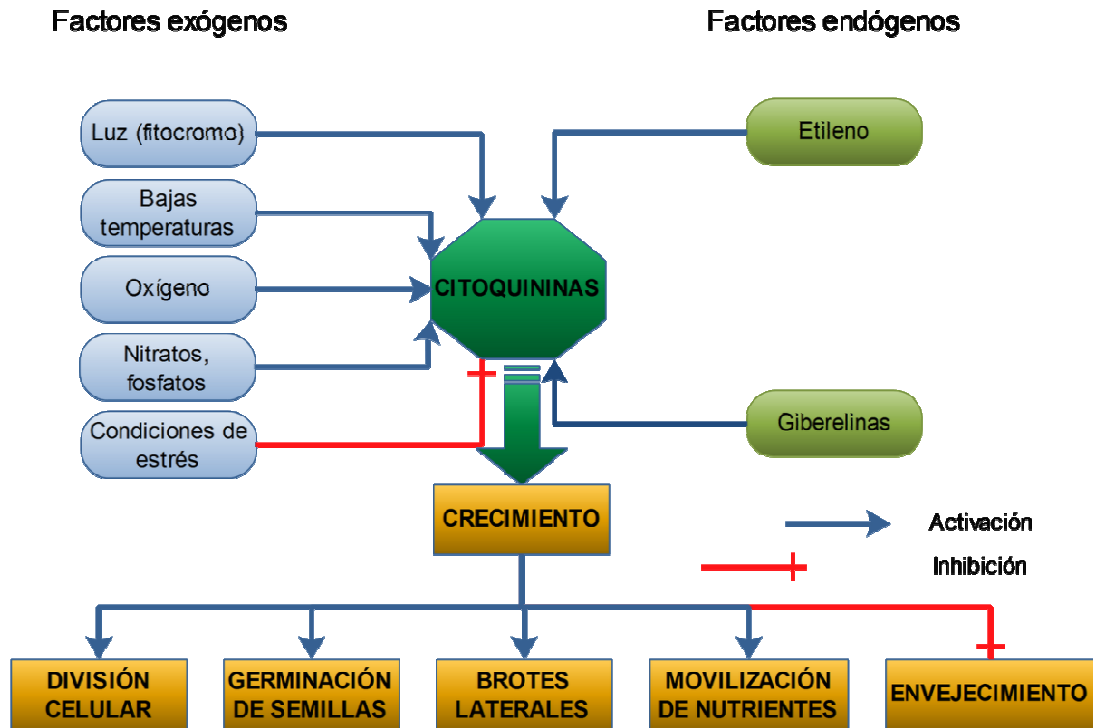 Factores exógenos
Factores endógenos
Luz (fitocromo)
Etileno
Bajas
temperaturas
Oxígeno
CITOQUININAS
Nitratos,
fosfatos
Condiciones de
estrés
Giberelinas
CRECIMIENTO
Activación
Inhibición
DIVISIÓN
CELULAR
GERMINACIÓN
DE SEMILLAS
BROTES
LATERALES
MOVILIZACIÓN
DE NUTRIENTES
ENVEJECIMIENTO